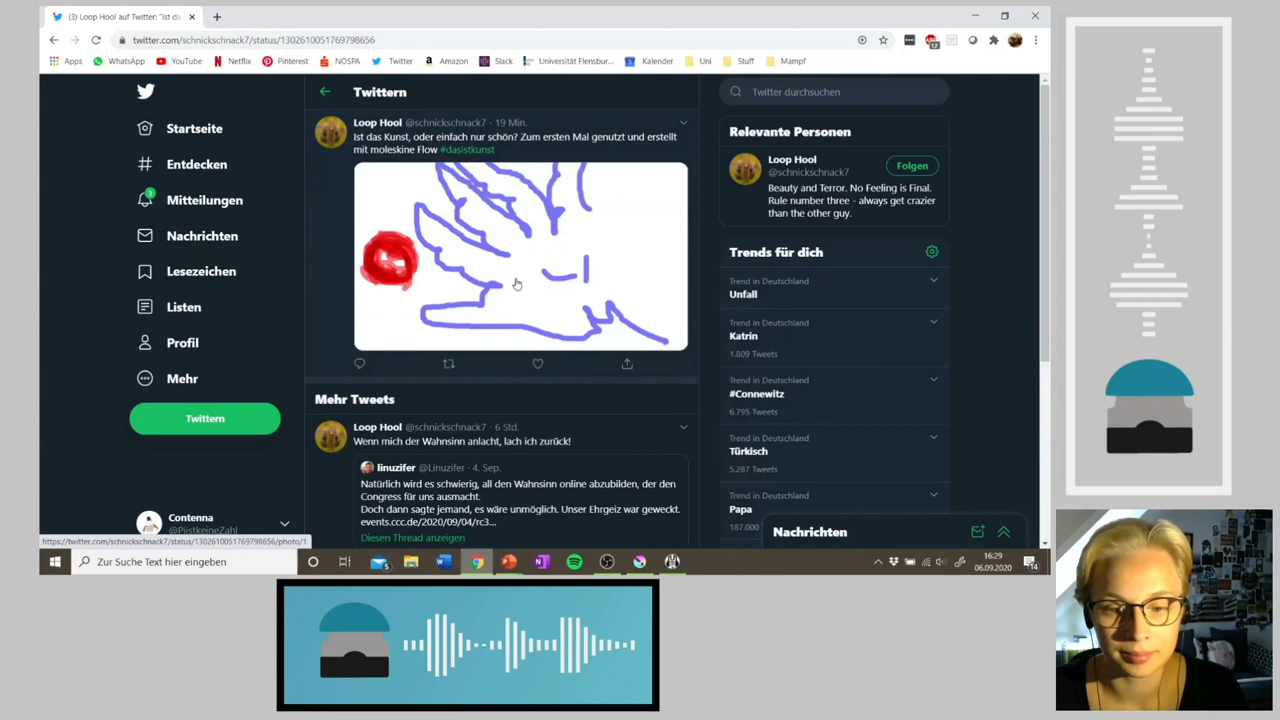 (3) Loop Hool auf Twitter: "Ist da
twitter.com/schnickschnack7/status/1302610051769798656
Apps
WhatsApp
YouTube
Netflix
Pinterest
NOSPA
Twitter
Amazon
Slack
Universität Flensbur...
Kalender
Uni
Stuff
Mampf
12
Startseite
Entdecken
3
Mitteilungen
Nachrichten
Lesezeichen
Listen
Profil
Mehr
Twittern
Contenna
@PiistkeineZahl
https://twitter.com/schnickschnack7/status/1302610051769798656/photo/1
Twittern
Loop Hool @schnickschnack7 · 19 Min.
Ist das Kunst, oder einfach nur schön? Zum ersten Mal genutzt und erstellt
mit moleskine Flow #dasistkunst
Mehr Tweets
Loop Hool @schnickschnack7 · 6 Std.
Wenn mich der Wahnsinn anlacht, lach ich zurück!
linuzifer @Linuzifer · 4. Sep.
Natürlich wird es schwierig, all den Wahnsinn online abzubilden, der den
Congress für uns ausmacht.
Doch dann sagte jemand, es wäre unmöglich. Unser Ehrgeiz war geweckt.
events.ccc.de/2020/09/04/rc3...
Diesen Thread anzeigen
Twitter durchsuchen
Relevante Personen
Loop Hool
@schnickschnack7
Folgen
Beauty and Terror. No Feeling is Final.
Rule number three - always get crazier
than the other guy.
Trends für dich
Trend in Deutschland
Unfall
Trend in Deutschland
Katrin
1.809 Tweets
Trend in Deutschland
#Connewitz
6.795 Tweets
Trend in Deutschland
Türkisch
5.287 Tweets
Trend in Deutschland
Papa
187.000
Nachrichten
Zur Suche Text hier eingeben
5
16:29
06.09.2020
14